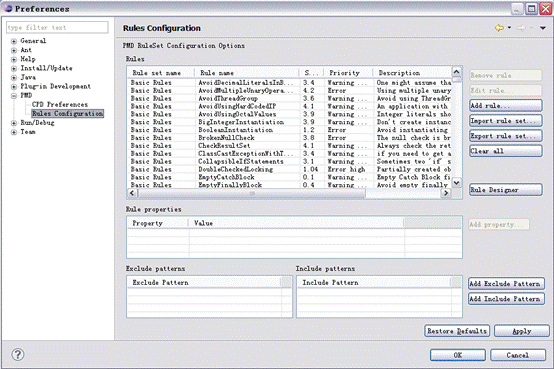 Preferences
type filter text
General
Ant
Help
Install/Update
Java
Plug-in Development
PMD
CPD Preferences
Rules Configuration
Run/Debug
Team
Rules Configuration
PMD RuleSet Configuration Options
Rules
Rule set name Rule name S... Priority Description
Basic Rules AvoidDecimalLiteralsInB... 3.4 Warning ... One might assume tha
Basic Rules AvoidMultipleUnaryOpera... 4.2 Error Using multiple unary
Basic Rules AvoidThreadGroup 3.6 Warning ... Avoid using ThreadGr
Basic Rules AvoidUsingHardCodedIP 4.1 Warning ... An application with
Basic Rules AvoidUsingOctalValues 3.9 Warning ... Integer literals sho
Basic Rules BigIntegerInstantiation 3.9 Warning ... Don't create instanc
Basic Rules BooleanInstantiation 1.2 Error Avoid instantiating
Basic Rules BrokenNullCheck 3.8 Error The null check is br
Basic Rules CheckResultSet 4.1 Warning ... Always check the ret
Basic Rules ClassCastExceptionWithT... 3.4 Warning ... if you need to get a
Basic Rules CollapsibleIfStatements 3.1 Warning ... Sometimes two 'if' s
Basic Rules DoubleCheckedLocking 1.04 Error high Partially created ob
Basic Rules EmptyCatchBlock 0.1 Warning ... Empty Catch Block fi
Basic Rules EmptyFinallyBlock 0.4 Warning ... Avoid empty finally
Remove rule
Edit rule...
Add rule...
Import rule set...
Export rule set...
Clear all
Rule Designer
Rule properties
Property Value
Add property...
Exclude patterns Include patterns
Exclude Pattern Include Pattern
Add Exclude Pattern
Add Include Pattern
Restore Defaults Apply
OK Cancel